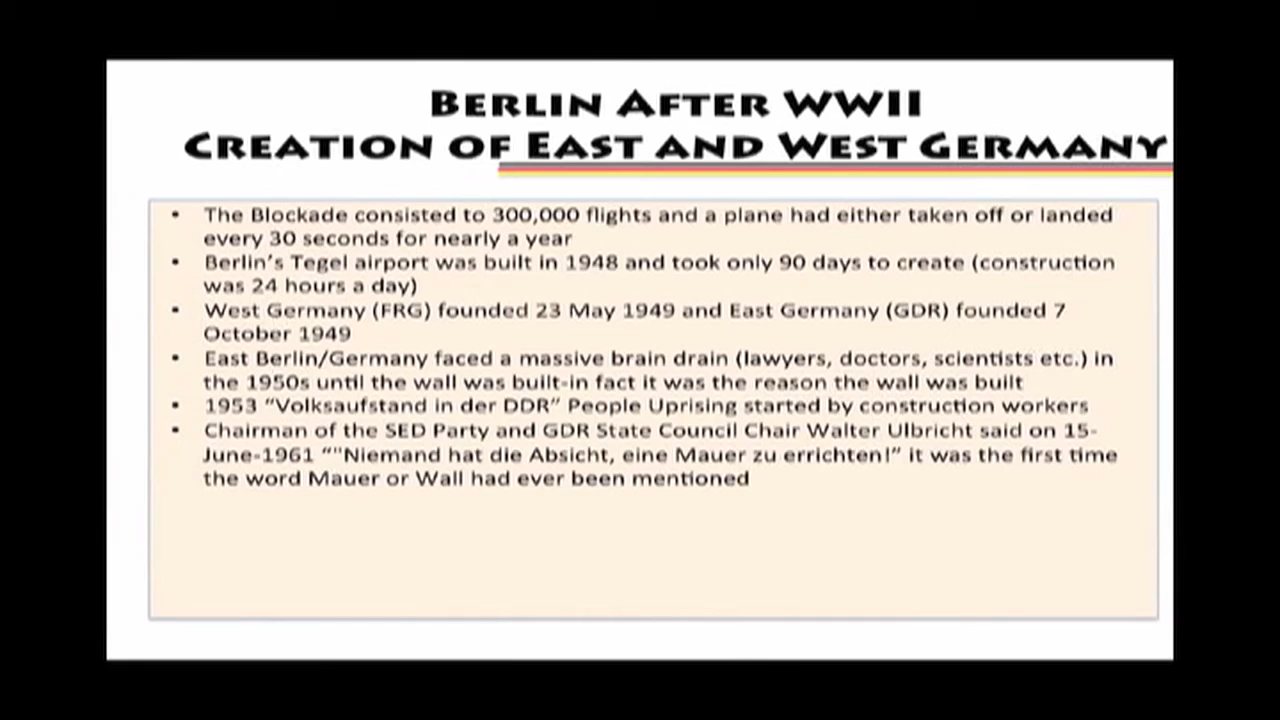 BERLIN AFTER WWII
CREATION OF EAST AND WEST GERMANY
• The Blockade consisted to 300,000 flights and a plane had either taken off or landed
every 30 seconds for nearly a year
• Berlin's Tegel airport was built in 1948 and took only 90 days to create (construction
was 24 hours a day)
• West Germany (FRG) founded 23 May 1949 and East Germany (GDR) founded 7
October 1949
• East Berlin/Germany faced a massive brain drain (lawyers, doctors, scientists etc.) in
the 1950s until the wall was built-in fact it was the reason the wall was built
• 1953 “Volksaufstand in der DDR” People Uprising started by construction workers
• Chairman of the SED Party and GDR State Council Chair Walter Ulbricht said on 15-
June-1961 “"Niemand hat die Absicht, eine Mauer zu errichten!” it was the first time
the word Mauer or Wall had ever been mentioned